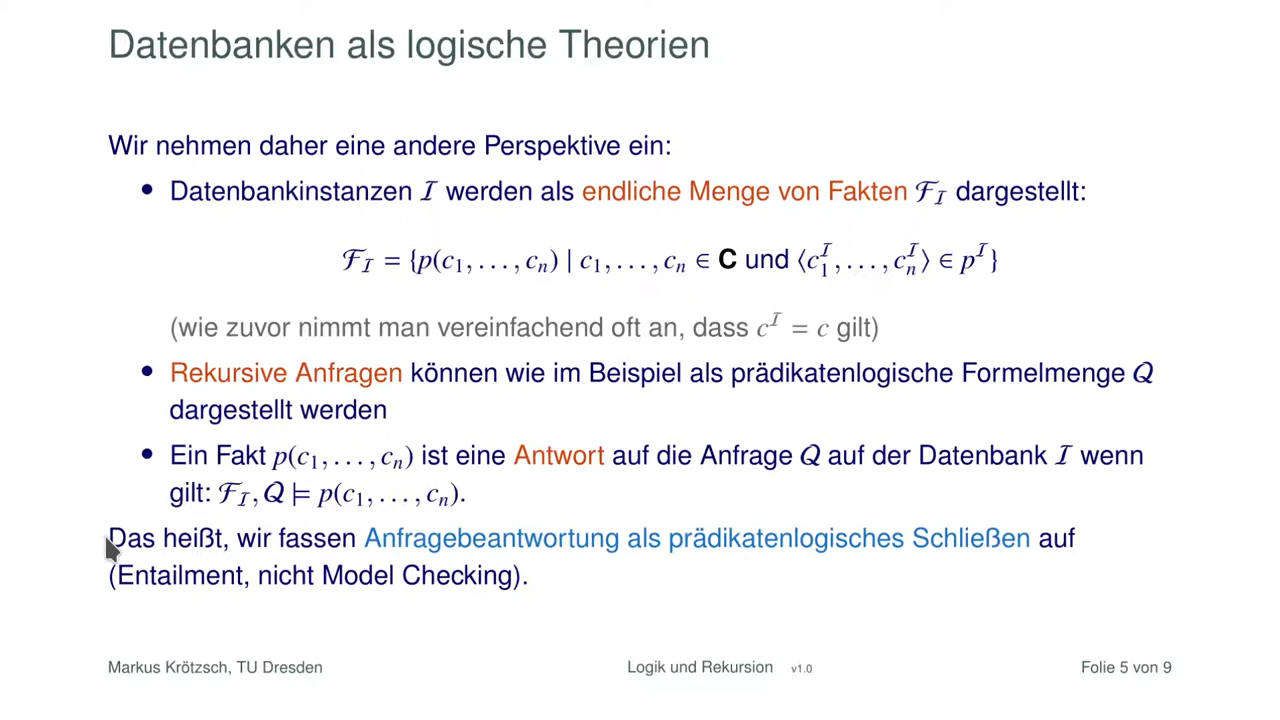 Datenbanken als logische Theorien
Wir nehmen daher eine andere Perspektive ein:
• Datenbankinstanzen 𝓘 werden als endliche Menge von Fakten 𝓕_𝓘 dargestellt:
𝓕_𝓘 = {p(c₁, . . . , cₙ) | c₁, . . . , cₙ ∈ C und ⟨c₁^𝓘, . . . , cₙ^𝓘⟩ ∈ p^𝓘}
(wie zuvor nimmt man vereinfachend oft an, dass c^𝓘 = c gilt)
• Rekursive Anfragen können wie im Beispiel als prädikatenlogische Formelmenge 𝓠
dargestellt werden
• Ein Fakt p(c₁, . . . , cₙ) ist eine Antwort auf die Anfrage 𝓠 auf der Datenbank 𝓘 wenn
gilt: 𝓕_𝓘, 𝓠 ⊨ p(c₁, . . . , cₙ).
Das heißt, wir fassen Anfragebeantwortung als prädikatenlogisches Schließen auf
(Entailment, nicht Model Checking).
Markus Krötzsch, TU Dresden Logik und Rekursion v1.0 Folie 5 von 9